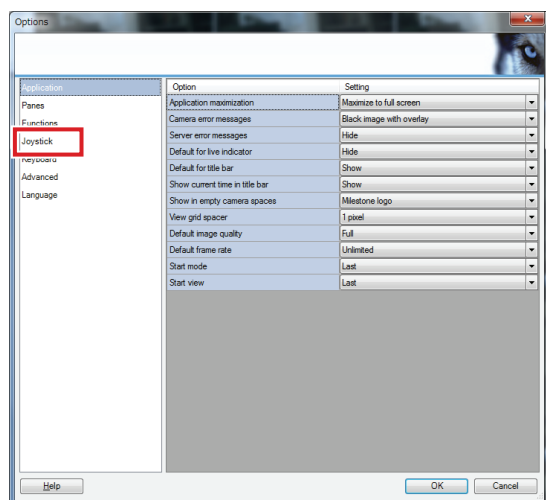 Options
Application
Option Setting
Panes
Application maximization Maximize to full screen
Functions
Camera error messages Black image with overlay
Joystick
Server error messages Hide
Keyboard
Default for live indicator Hide
Advanced
Default for title bar Show
Language
Show current time in title bar Show
Show in empty camera spaces Milestone logo
View grid spacer 1 pixel
Default image quality Full
Default frame rate Unlimited
Start mode Last
Start view Last
Help OK Cancel